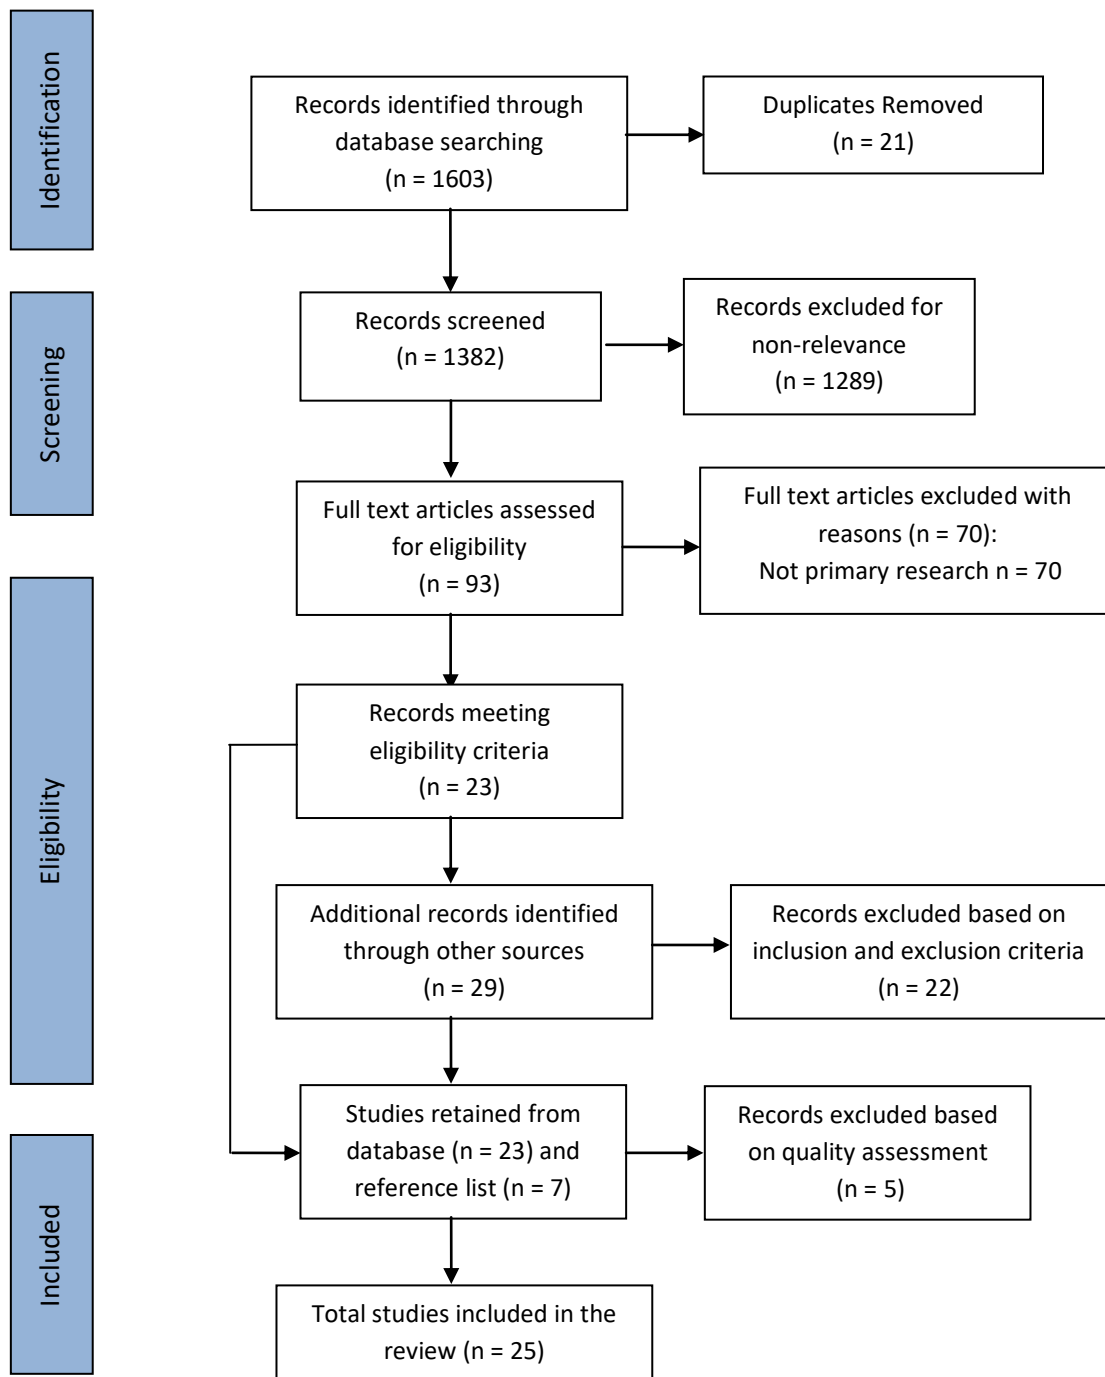 Identification
Records identified through
database searching
(n = 1603)
Duplicates Removed
(n = 21)
Screening
Records screened
(n = 1382)
Records excluded for
non-relevance
(n = 1289)
Full text articles assessed
for eligibility
(n = 93)
Full text articles excluded with
reasons (n = 70):
Not primary research n = 70
Eligibility
Records meeting
eligibility criteria
(n = 23)
Additional records identified
through other sources
(n = 29)
Records excluded based on
inclusion and exclusion criteria
(n = 22)
Studies retained from
database (n = 23) and
reference list (n = 7)
Records excluded based
on quality assessment
(n = 5)
Included
Total studies included in the
review (n = 25)